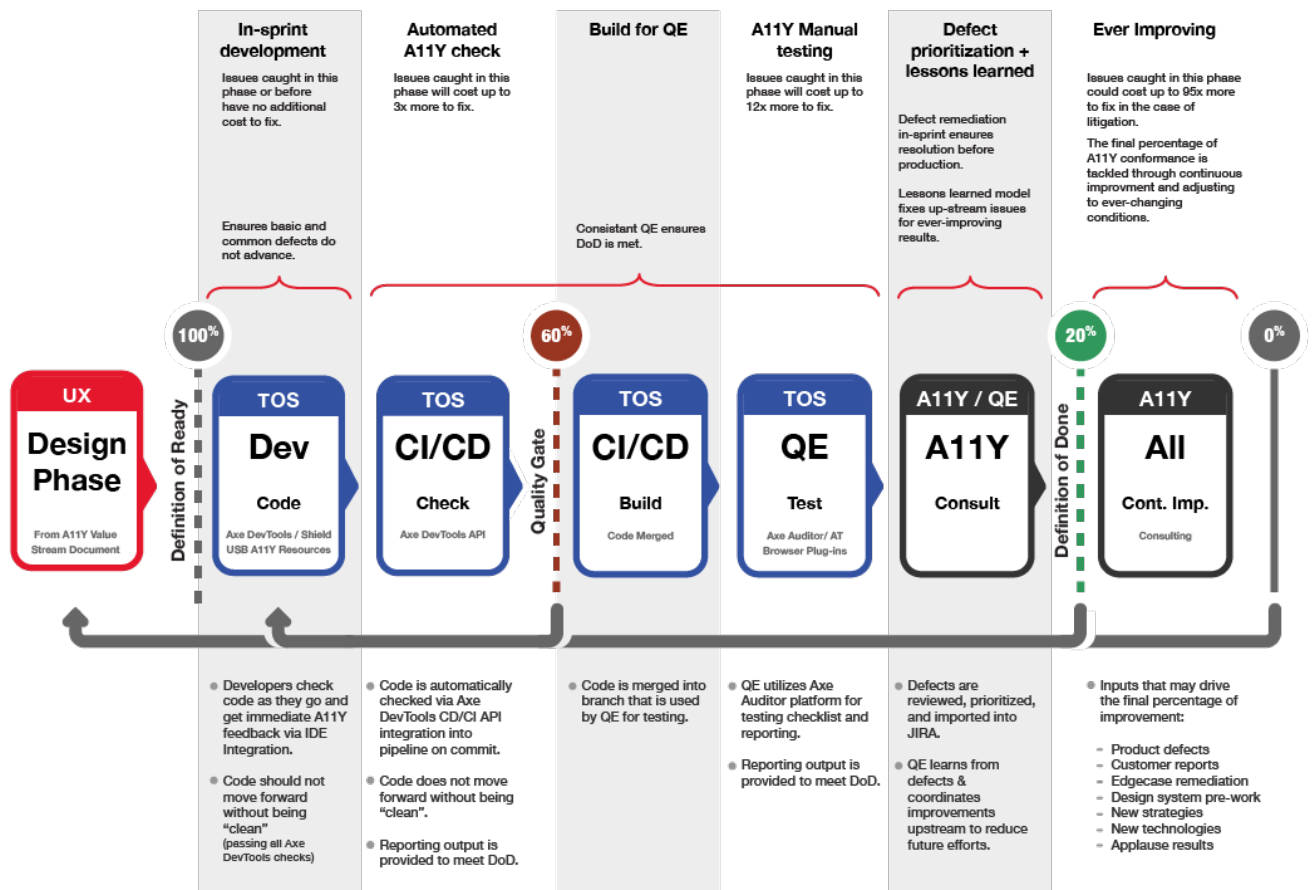 In-sprint
development
Issues caught in this
phase or before
have no additional
cost to fix.
Ensures basic and
common defects do
not advance.
Automated
A11Y check
Issues caught in this
phase will cost up to
3x more to fix.
Build for QE
Consistant QE ensures
DoD is met.
A11Y Manual
testing
Issues caught in this
phase will cost up to
12x more to fix.
Defect
prioritization +
lessons learned
Defect remediation
in-sprint ensures
resolution before
production.
Lessons learned model
fixes up-stream issues
for ever-improving
results.
Ever Improving
Issues caught in this phase
could cost up to 95x more
to fix in the case of
litigation.
The final percentage of
A11Y conformance is
tackled through continuous
improvment and adjusting
to ever-changing
conditions.
100%
60%
20%
0%
UX
Design
Phase
From A11Y Value
Stream Document
Definition of Ready
TOS
Dev
Code
Axe DevTools / Shield
USB A11Y Resources
TOS
CI/CD
Check
Axe DevTools API
Quality Gate
TOS
CI/CD
Build
Code Merged
TOS
QE
Test
Axe Auditor/ AT
Browser Plug-ins
A11Y / QE
A11Y
Consult
Definition of Done
A11Y
All
Cont. Imp.
Consulting
Developers check
code as they go and
get immediate A11Y
feedback via IDE
Integration.
Code should not
move forward
without being
“clean”
(passing all Axe
DevTools checks)
Code is automatically
checked via Axe
DevTools CD/CI API
integration into
pipeline on commit.
Code does not move
forward without being
“clean”.
Reporting output is
provided to meet DoD.
Code is merged into
branch that is used
by QE for testing.
QE utilizes Axe
Auditor platform for
testing checklist and
reporting.
Reporting output is
provided to meet DoD.
Defects are
reviewed, prioritized,
and imported into
JIRA.
QE learns from
defects &
coordinates
improvements
upstream to reduce
future efforts.
Inputs that may drive
the final percentage of
improvement:
- Product defects
- Customer reports
- Edgecase remediation
- Design system pre-work
- New strategies
- New technologies
- Applause results